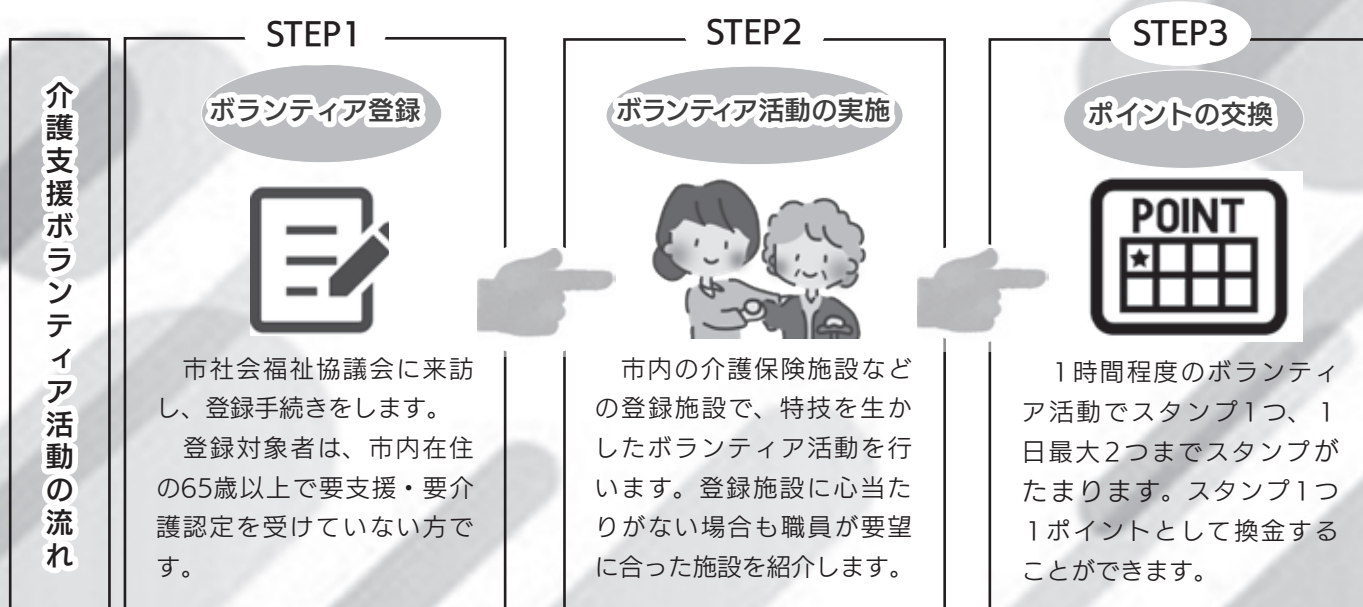 介護支援ボランティア活動の流れ
STEP1
ボランティア登録
市社会福祉協議会に来訪
し、登録手続きをします。
登録対象者は、市内在住
の65歳以上で要支援・要介
護認定を受けていない方で
す。
STEP2
ボランティア活動の実施
市内の介護保険施設など
の登録施設で、特技を生か
したボランティア活動を行
います。登録施設に心当た
りがない場合も職員が要望
に合った施設を紹介します。
STEP3
ポイントの交換
POINT
1時間程度のボランティ
ア活動でスタンプ1つ、1
日最大2つまでスタンプが
たまります。スタンプ1つ
1ポイントとして換金する
ことができます。